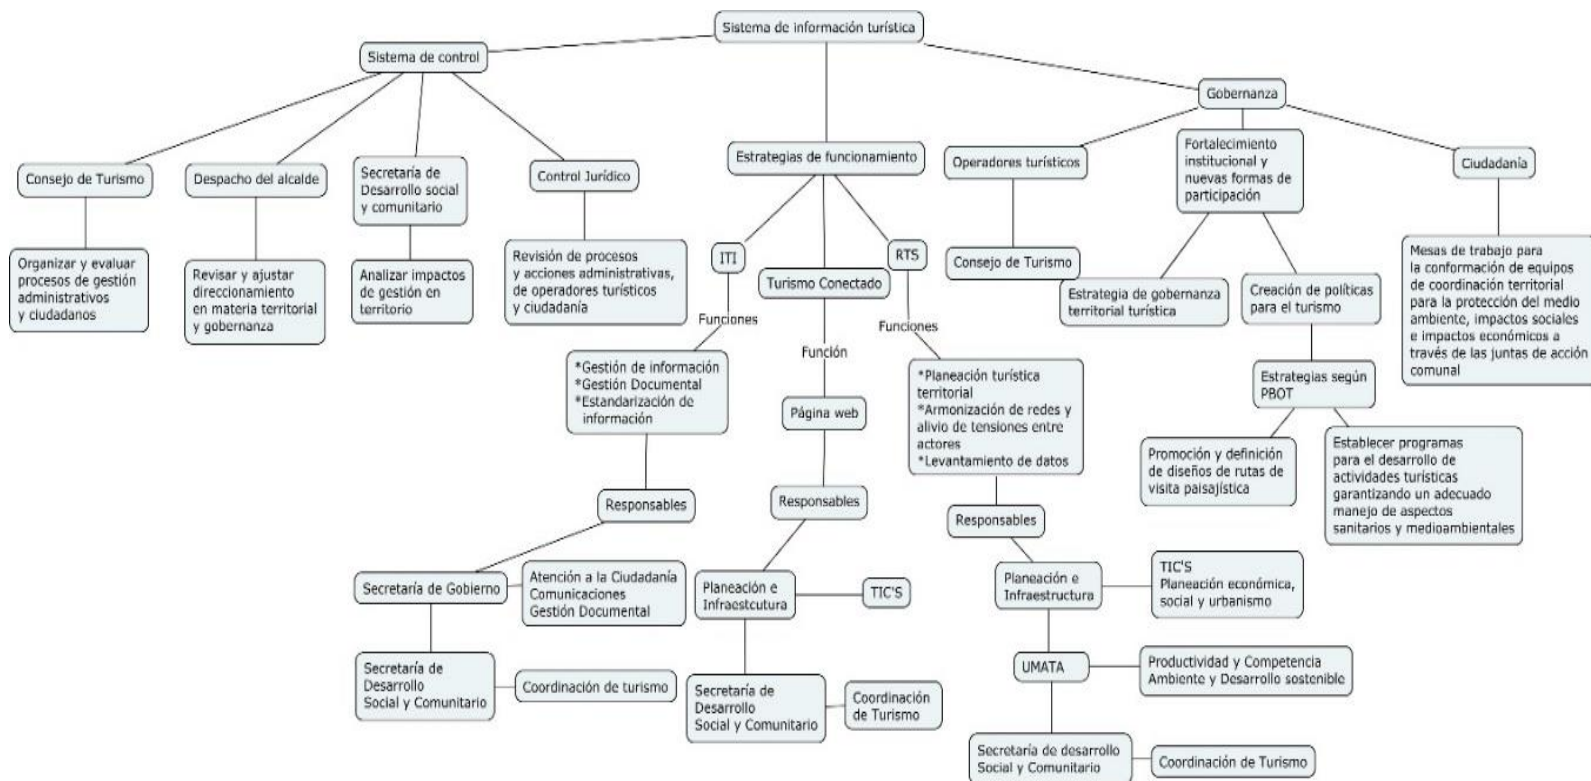 Sistema de información turística
Sistema de control
Gobernanza
Consejo de Turismo
Despacho del alcalde
Secretaría de
Desarrollo social
y comunitario
Control Jurídico
Estrategias de funcionamiento
Operadores turísticos
Fortalecimiento
institucional y
nuevas formas de
participación
Ciudadanía
Organizar y evaluar
procesos de gestión
administrativos
y ciudadanos
Revisar y ajustar
direccionamiento
en materia territorial
y gobernanza
Analizar impactos
de gestión en
territorio
Revisión de procesos
y acciones administrativas,
de operadores turísticos
y ciudadanía
ITI
Turismo Conectado
RTS
Consejo de Turismo
Estrategia de gobernanza
territorial turística
Creación de políticas
para el turismo
Mesas de trabajo para
la conformación de equipos
de coordinación territorial
para la protección del medio
ambiente, impactos sociales
e impactos económicos a
través de las juntas de acción
comunal
Funciones
Función
Funciones
*Gestión de información
*Gestión Documental
*Estandarización de
información
Página web
*Planeación turística
territorial
*Armonización de redes y
alivio de tensiones entre
actores
*Levantamiento de datos
Estrategias según
PBOT
Promoción y definición
de diseños de rutas de
visita paisajística
Establecer programas
para el desarrollo de
actividades turísticas
garantizando un adecuado
manejo de aspectos
sanitarios y medioambientales
Responsables
Responsables
Responsables
Secretaría de Gobierno
Atención a la Ciudadanía
Comunicaciones
Gestión Documental
Planeación e
Infraestcutura
TIC'S
Planeación e
Infraestructura
TIC'S
Planeación económica,
social y urbanismo
Secretaría de
Desarrollo
Social y Comunitario
Coordinación de turismo
Secretaría de
Desarrollo
Social y Comunitario
Coordinación
de Turismo
UMATA
Productividad y Competencia
Ambiente y Desarrollo sostenible
Secretaría de desarrollo
Social y Comunitario
Coordinación de Turismo